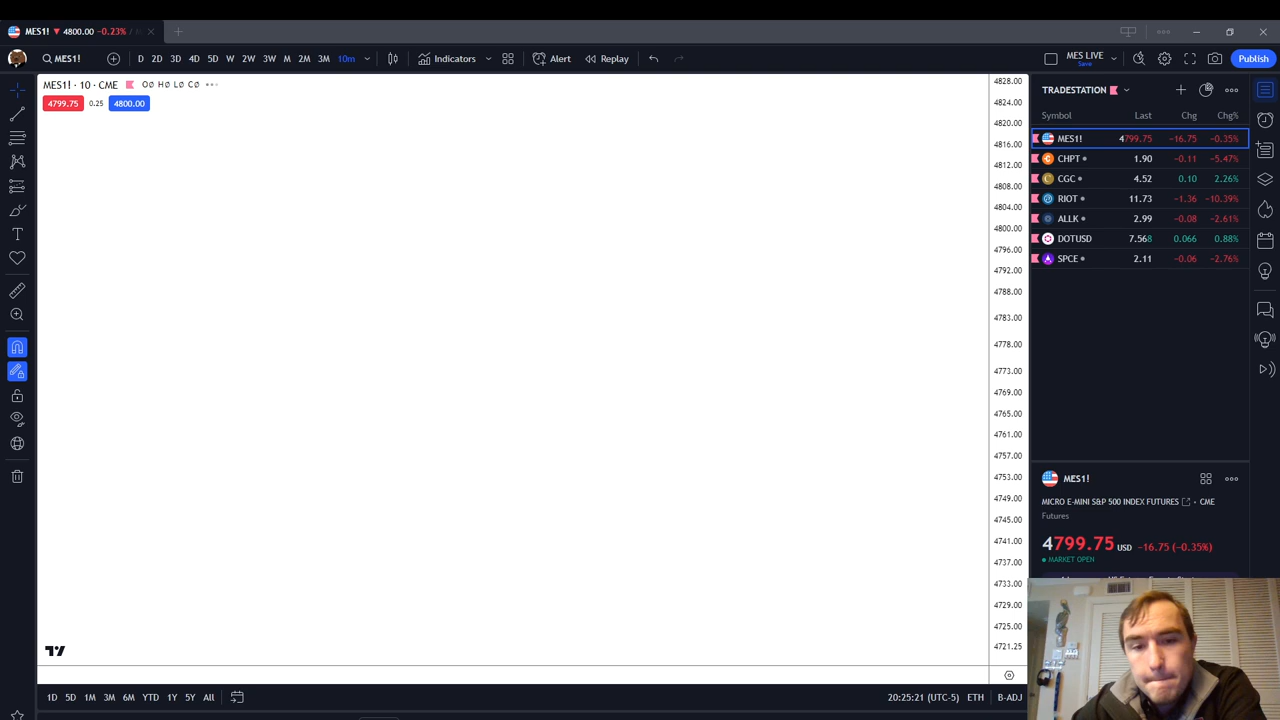 MES1! ▼ 4800.00 −0.23%
MES1!
D 2D 3D 4D 5D W 2W 3W M 2M 3M 10m
Indicators
Alert
Replay
MES LIVE
Save
Publish
MES1! · 10 · CME
OØ HØ LØ CØ
4799.75 0.25 4800.00
4828.00
4824.00
4820.00
4816.00
4812.00
4808.00
4804.00
4800.00
4796.00
4792.00
4788.00
4783.00
4778.00
4773.00
4769.00
4765.00
4761.00
4757.00
4753.00
4749.00
4745.00
4741.00
4737.00
4733.00
4729.00
4725.00
4721.25
TRADESTATION
Symbol Last Chg Chg%
MES1! 4799.75 −16.75 −0.35%
CHPT 1.90 −0.11 −5.47%
CGC 4.52 0.10 2.26%
RIOT 11.73 −1.36 −10.39%
ALLK 2.99 −0.08 −2.61%
DOTUSD 7.568 0.066 0.88%
SPCE 2.11 −0.06 −2.76%
MES1!
MICRO E-MINI S&P 500 INDEX FUTURES • CME
Futures
4799.75 USD −16.75 (−0.35%)
MARKET OPEN
1D 5D 1M 3M 6M YTD 1Y 5Y All
20:25:21 (UTC-5) ETH B-ADJ